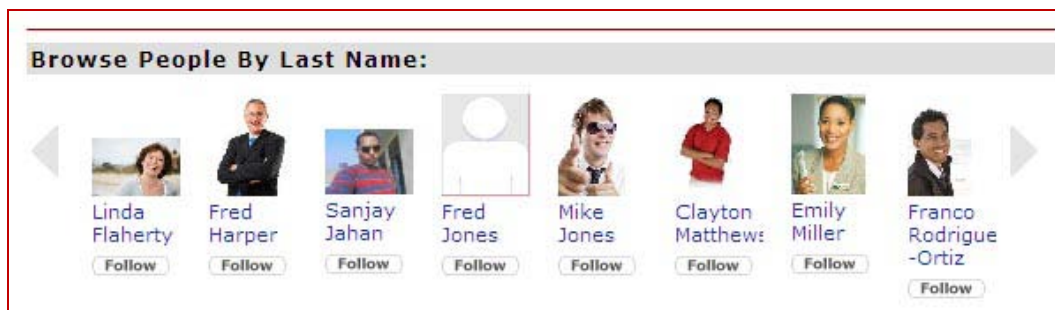 Browse People By Last Name:
Linda
Flaherty
Follow
Fred
Harper
Follow
Sanjay
Jahan
Follow
Fred
Jones
Follow
Mike
Jones
Follow
Clayton
Matthews
Follow
Emily
Miller
Follow
Franco
Rodrigue
-Ortiz
Follow